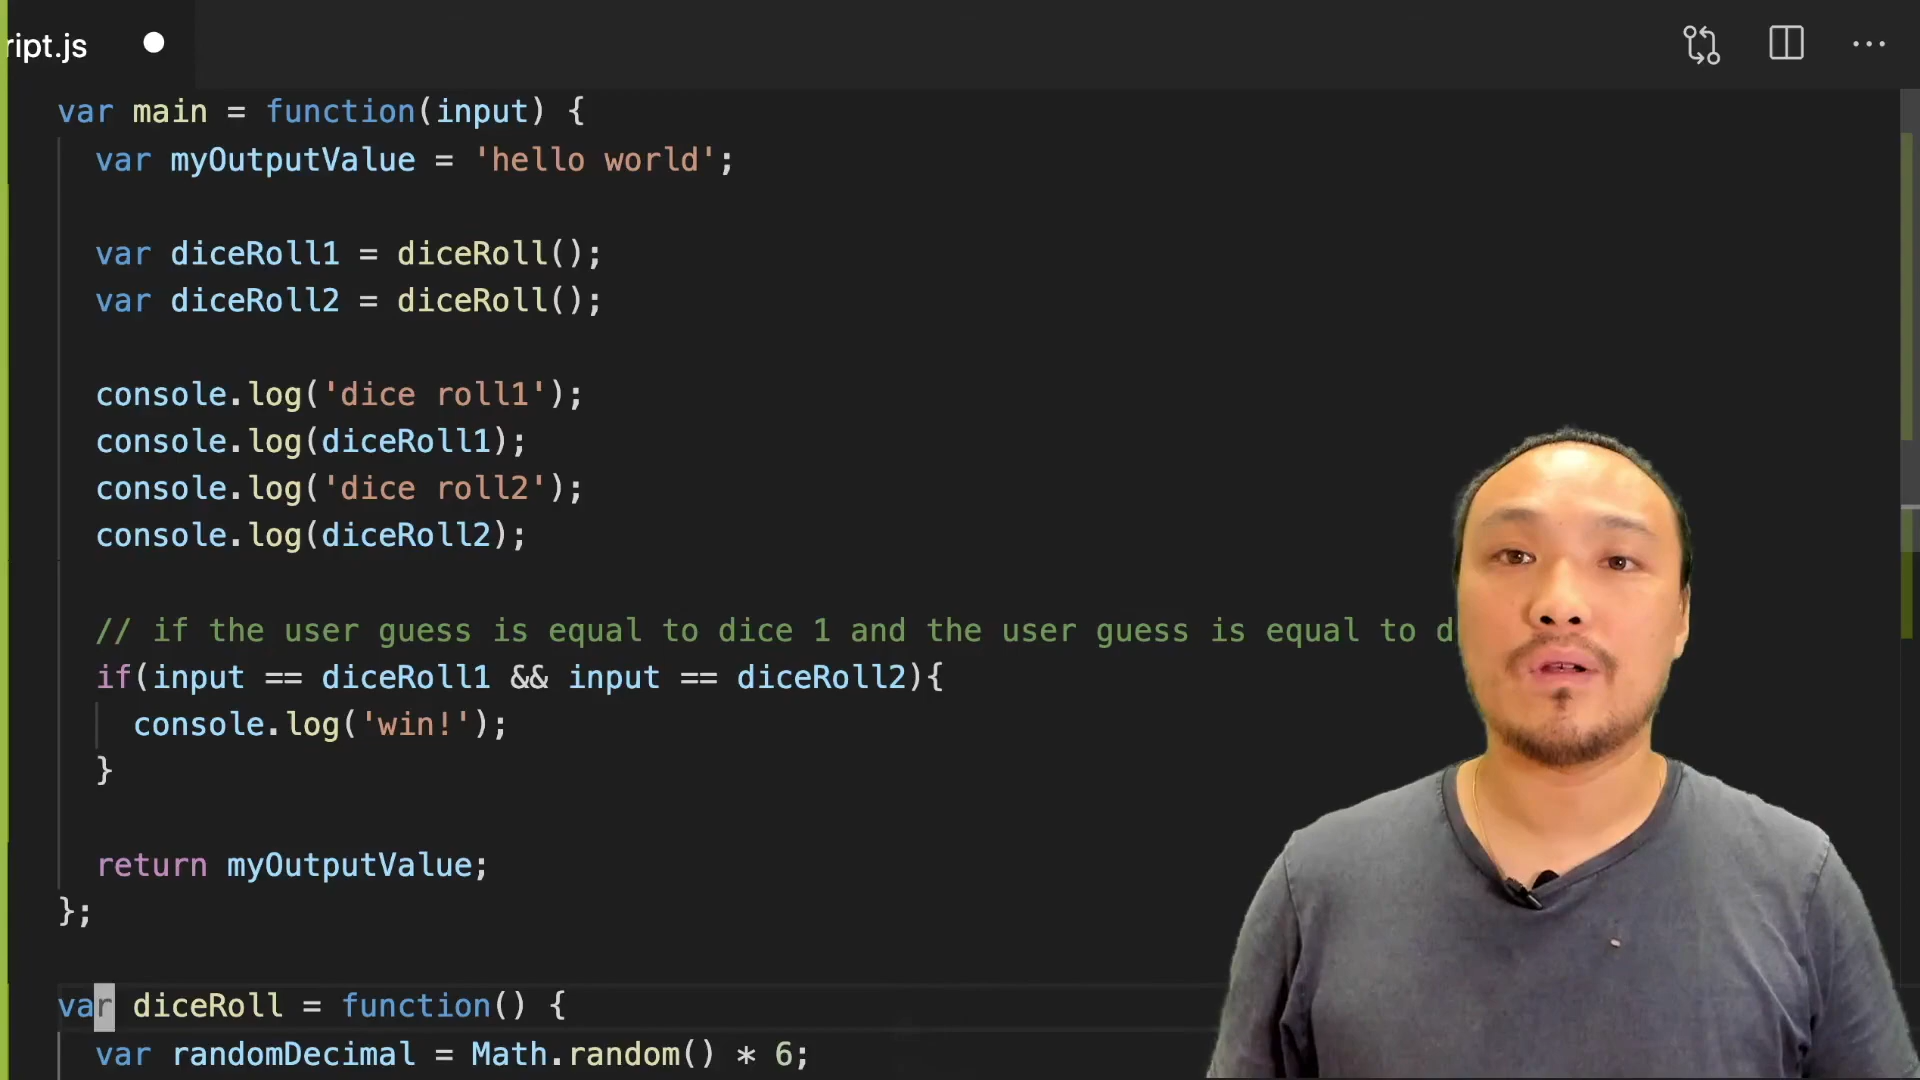 ript.js
var main = function(input) {
var myOutputValue = 'hello world';
var diceRoll1 = diceRoll();
var diceRoll2 = diceRoll();
console.log('dice roll1');
console.log(diceRoll1);
console.log('dice roll2');
console.log(diceRoll2);
// if the user guess is equal to dice 1 and the user guess is equal to d
if(input == diceRoll1 && input == diceRoll2){
console.log('win!');
}
return myOutputValue;
};
var diceRoll = function() {
var randomDecimal = Math.random() * 6;